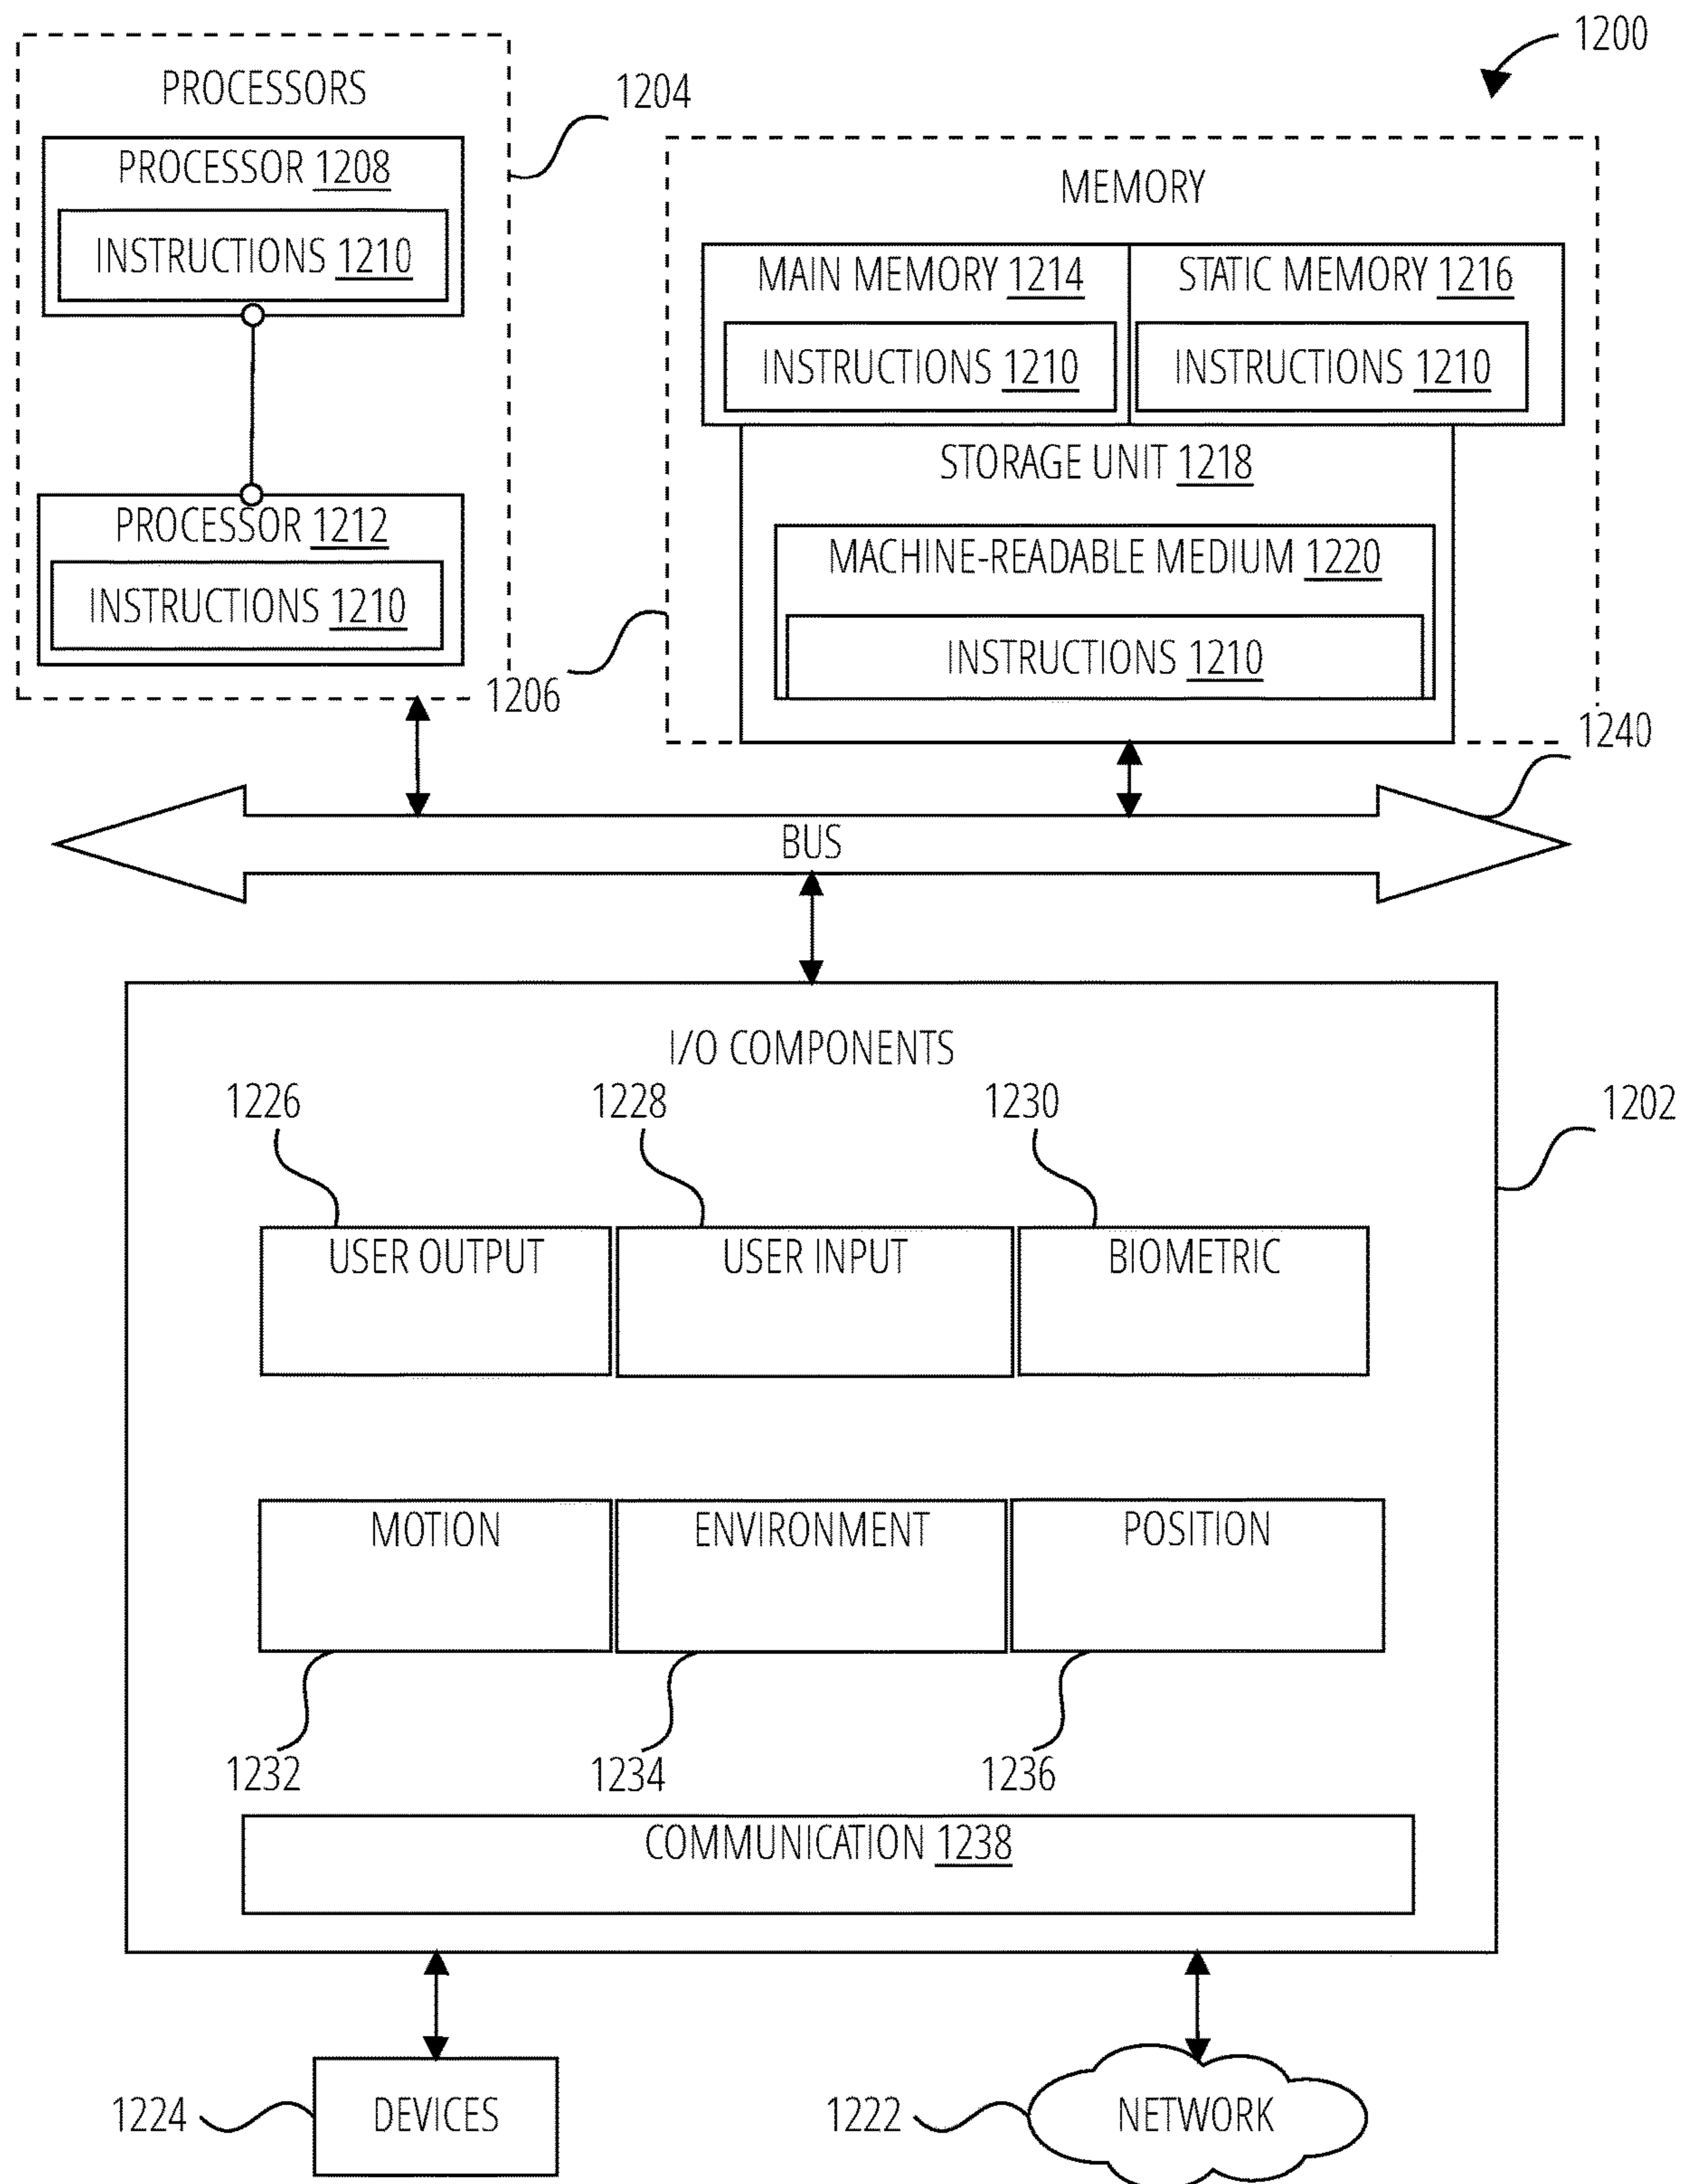 1200
PROCESSORS
1204
PROCESSOR 1208
INSTRUCTIONS 1210
PROCESSOR 1212
INSTRUCTIONS 1210
MEMORY
MAIN MEMORY 1214
STATIC MEMORY 1216
INSTRUCTIONS 1210
INSTRUCTIONS 1210
STORAGE UNIT 1218
MACHINE-READABLE MEDIUM 1220
INSTRUCTIONS 1210
1206
1240
BUS
I/O COMPONENTS
1226
1228
1230
1202
USER OUTPUT
USER INPUT
BIOMETRIC
MOTION
ENVIRONMENT
POSITION
1232
1234
1236
COMMUNICATION 1238
1224
DEVICES
1222
NETWORK